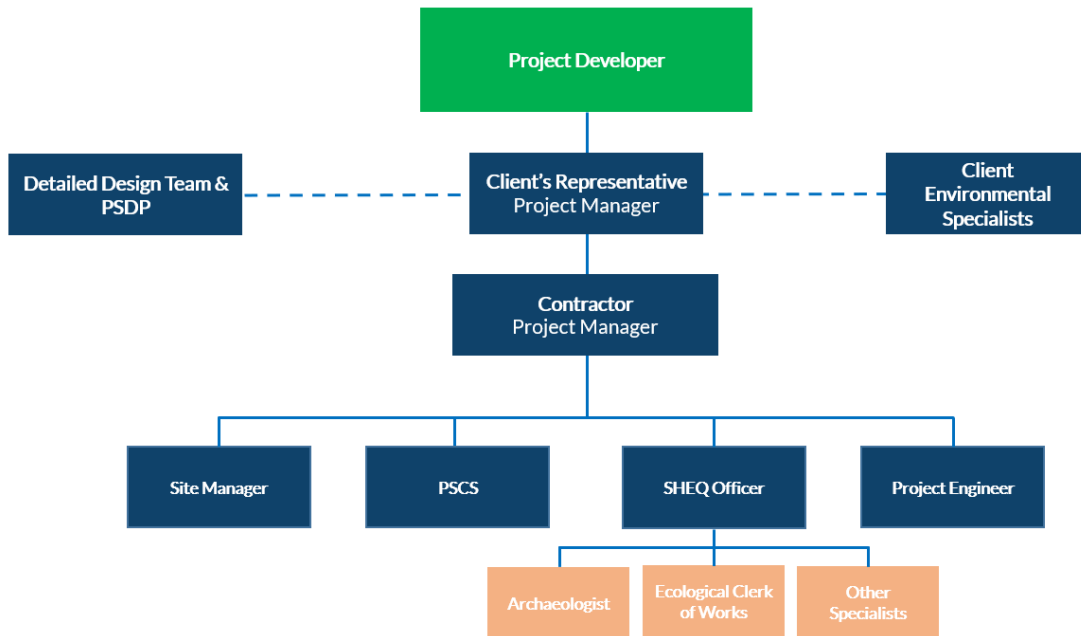 Project Developer
Detailed Design Team &
PSDP
Client's Representative
Project Manager
Client
Environmental
Specialists
Contractor
Project Manager
Site Manager
PSCS
SHEQ Officer
Project Engineer
Archaeologist
Ecological Clerk
of Works
Other
Specialists